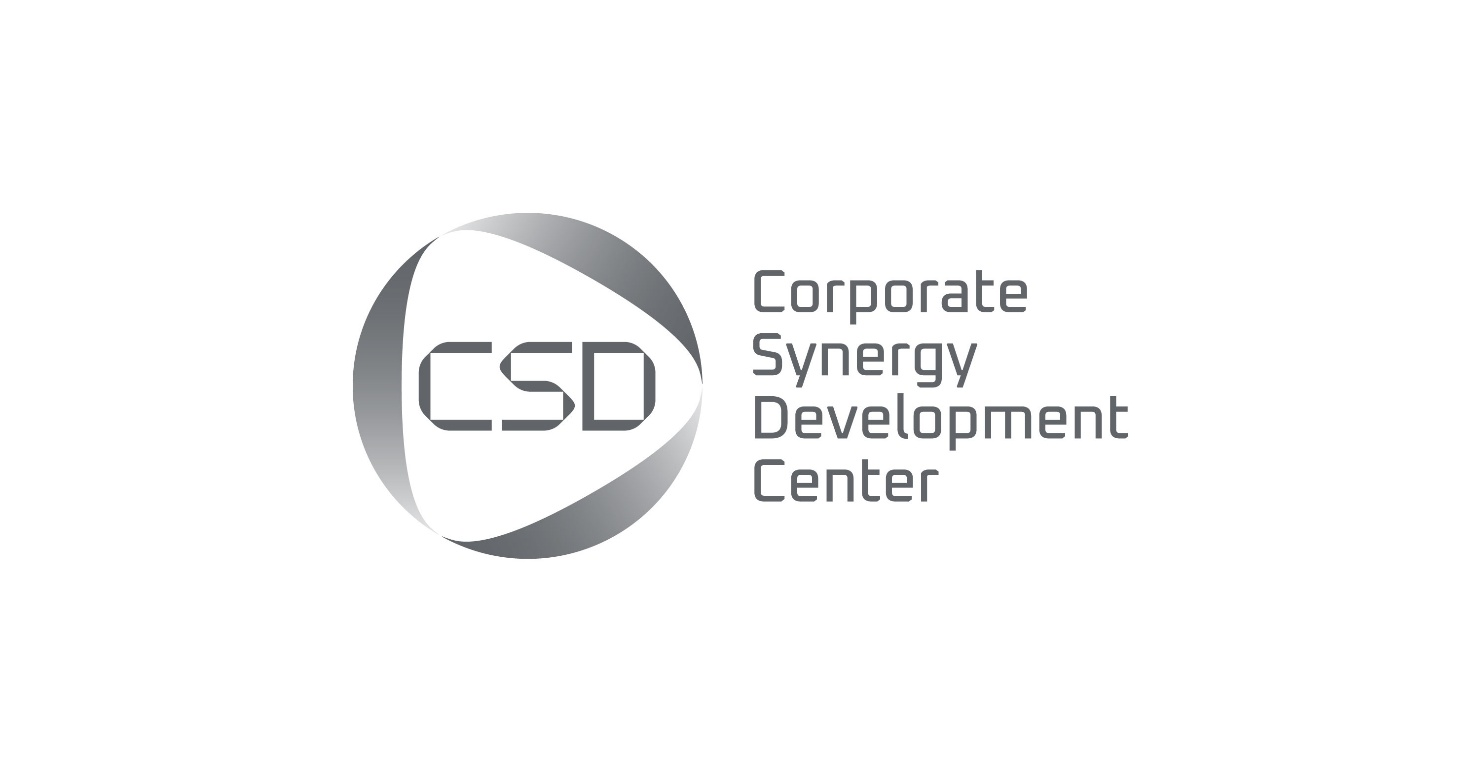 CSD
Corporate
Synergy
Development
Center